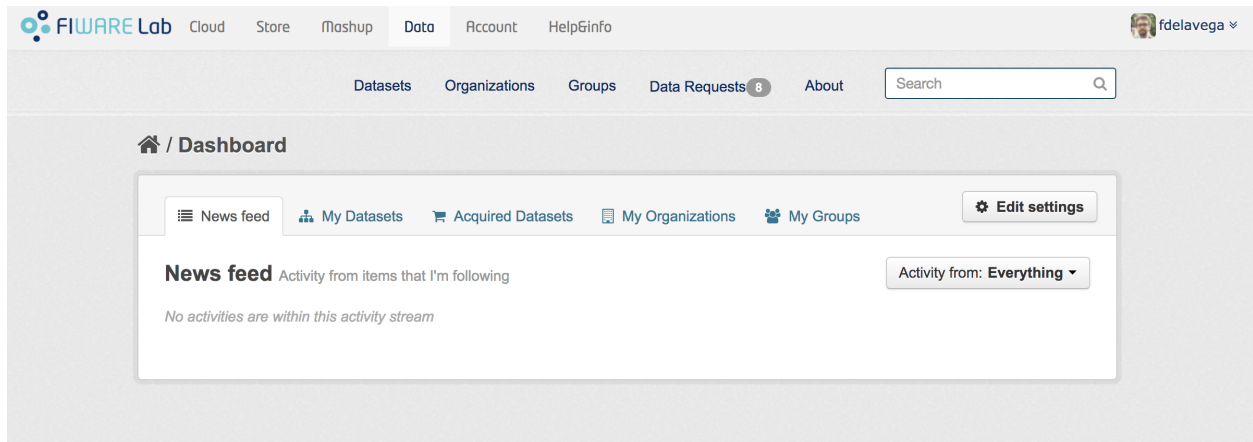 FIWARE Lab Cloud Store Mashup Data Account Help&info fdelavega
Datasets Organizations Groups Data Requests 8 About Search
/ Dashboard
News feed My Datasets Acquired Datasets My Organizations My Groups Edit settings
News feed Activity from items that I'm following Activity from: Everything
No activities are within this activity stream